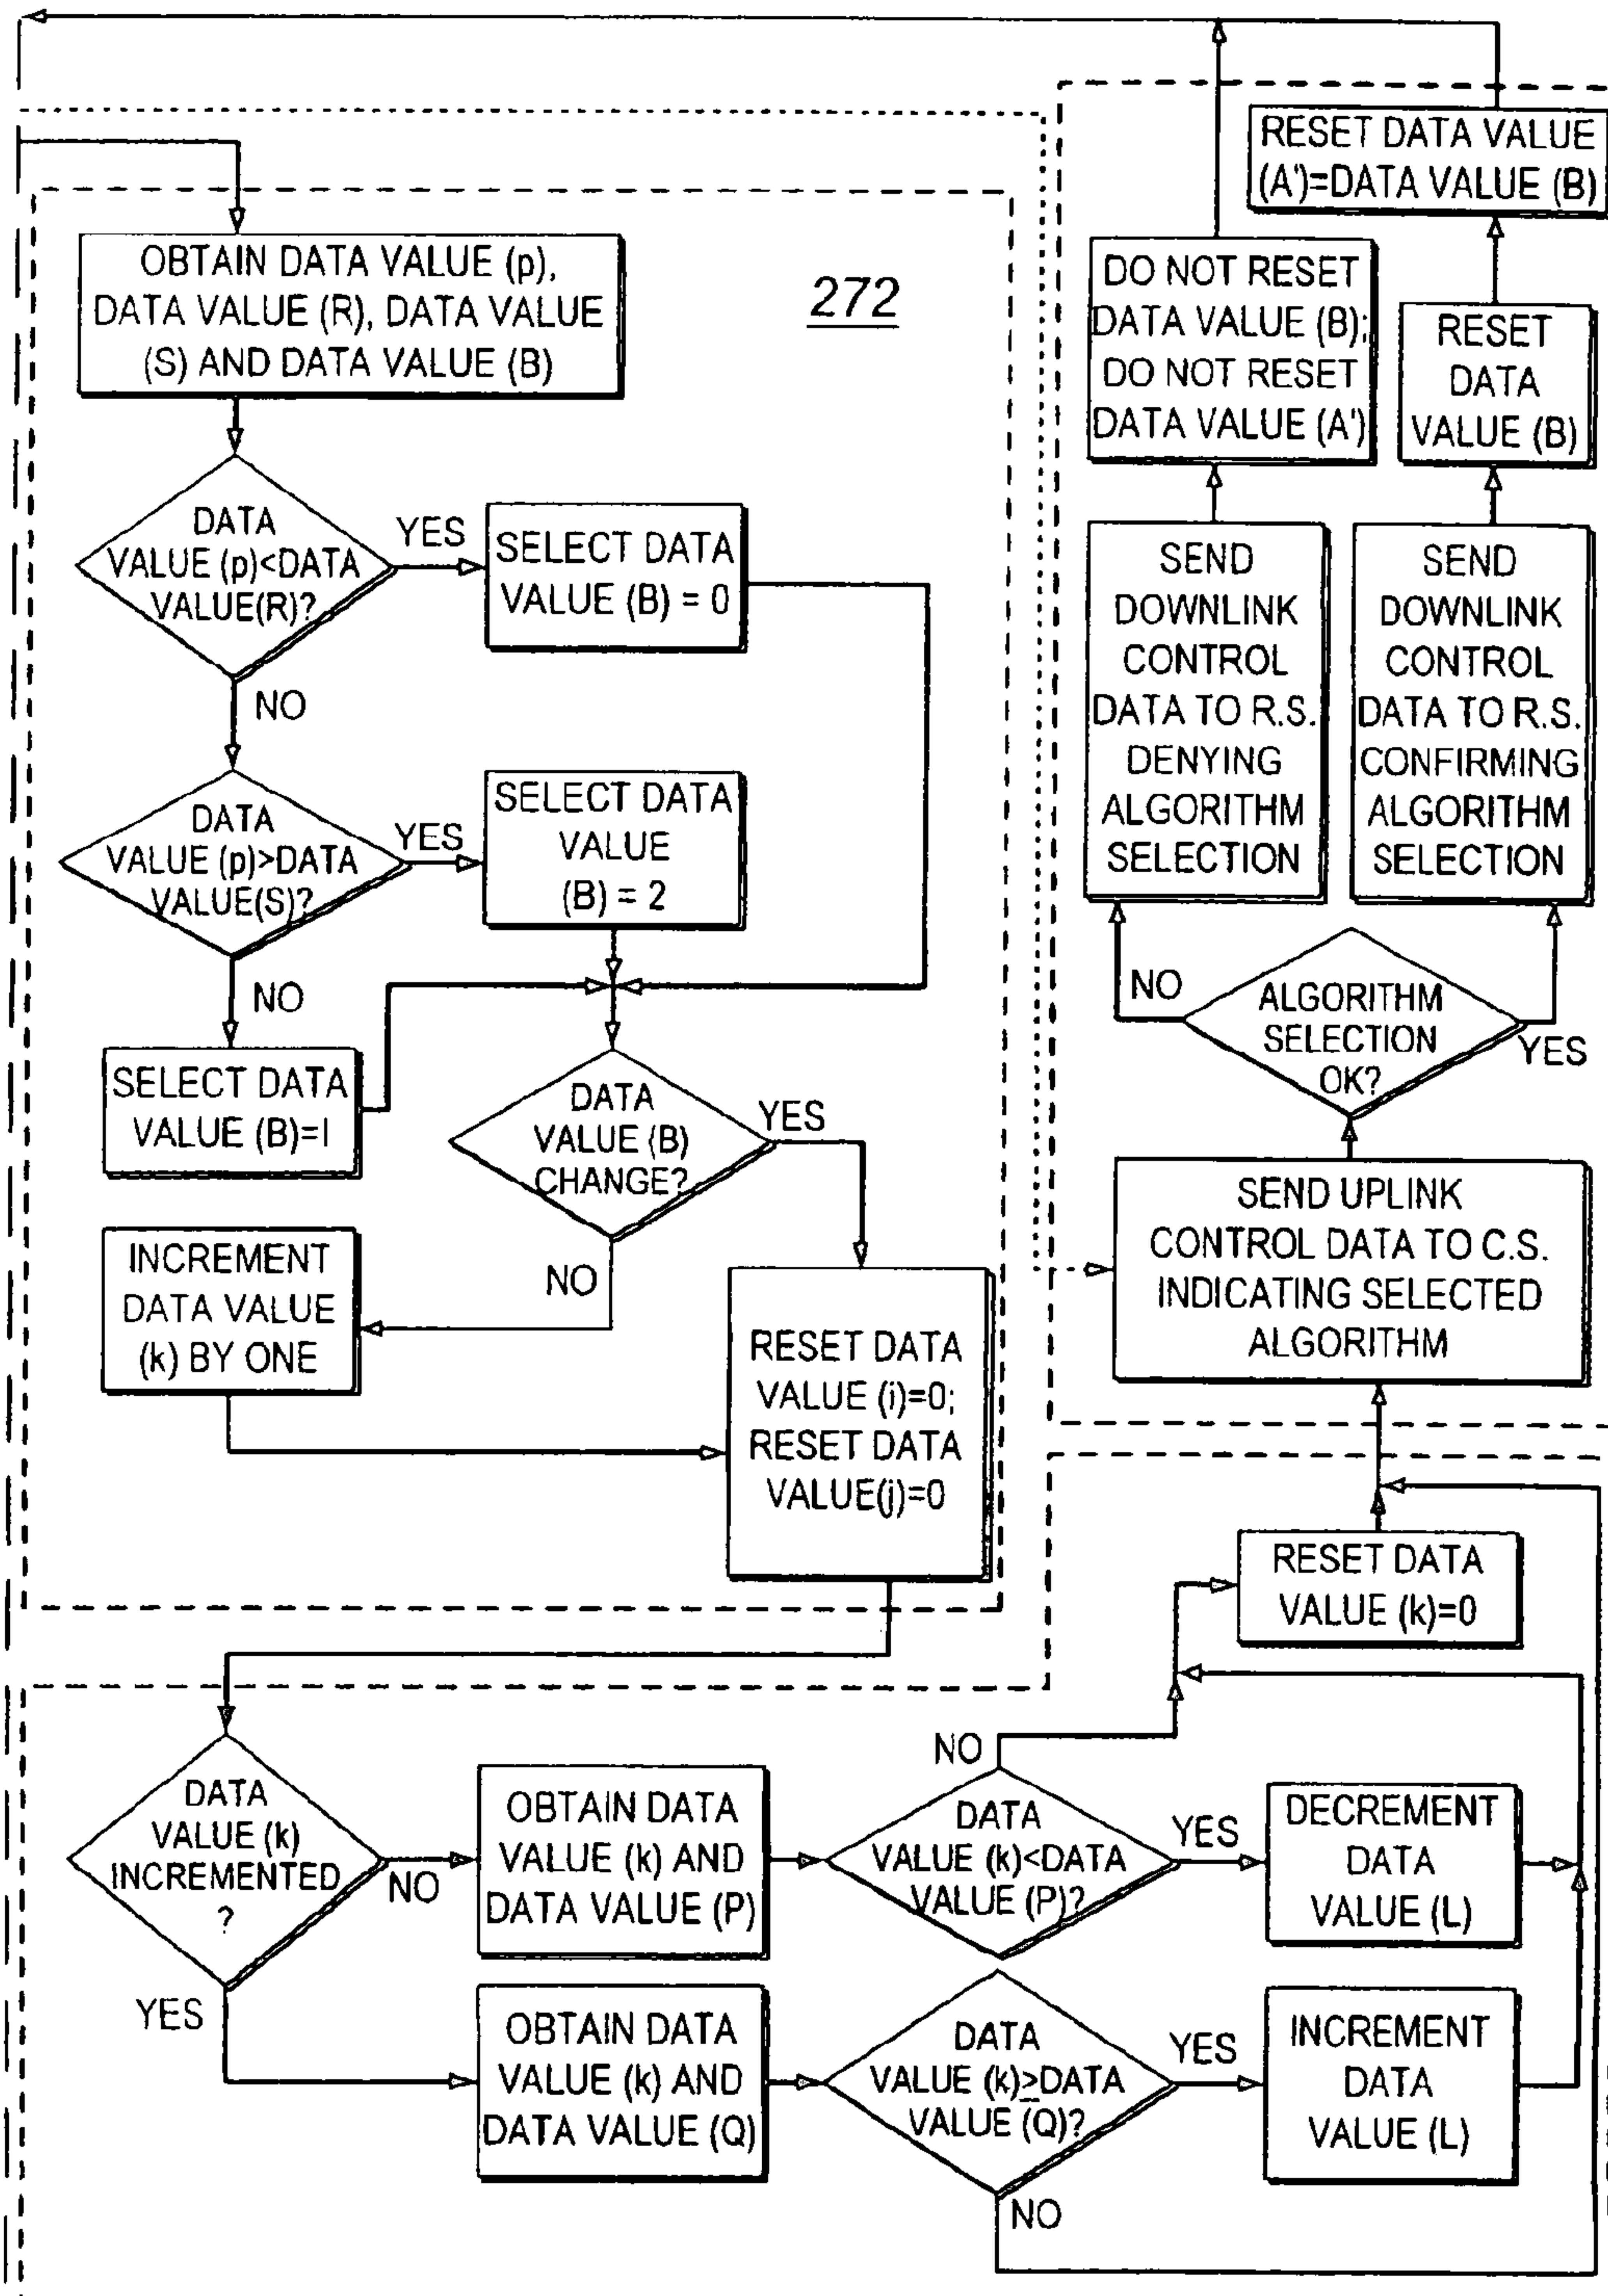 OBTAIN DATA VALUE (p),
DATA VALUE (R), DATA VALUE
(S) AND DATA VALUE (B)
272
DATA
VALUE (p)<DATA
VALUE(R)?
YES
SELECT DATA
VALUE (B) = 0
NO
DATA
VALUE (p)>DATA
VALUE(S)?
YES
SELECT DATA
VALUE
(B) = 2
NO
SELECT DATA
VALUE (B)=I
DATA
VALUE (B)
CHANGE?
YES
NO
INCREMENT
DATA VALUE
(k) BY ONE
RESET DATA
VALUE (i)=0;
RESET DATA
VALUE(j)=0
DATA
VALUE (k)
INCREMENTED
?
NO
OBTAIN DATA
VALUE (k) AND
DATA VALUE (P)
DATA
VALUE (k)<DATA
VALUE (P)?
NO
YES
DECREMENT
DATA
VALUE (L)
YES
OBTAIN DATA
VALUE (k) AND
DATA VALUE (Q)
DATA
VALUE (k)≥DATA
VALUE (Q)?
YES
INCREMENT
DATA
VALUE (L)
NO
RESET DATA
VALUE (k)=0
SEND UPLINK
CONTROL DATA TO C.S.
INDICATING SELECTED
ALGORITHM
ALGORITHM
SELECTION
OK?
NO
YES
SEND
DOWNLINK
CONTROL
DATA TO R.S.
DENYING
ALGORITHM
SELECTION
SEND
DOWNLINK
CONTROL
DATA TO R.S.
CONFIRMING
ALGORITHM
SELECTION
DO NOT RESET
DATA VALUE (B);
DO NOT RESET
DATA VALUE (A')
RESET
DATA
VALUE (B)
RESET DATA VALUE
(A')=DATA VALUE (B)